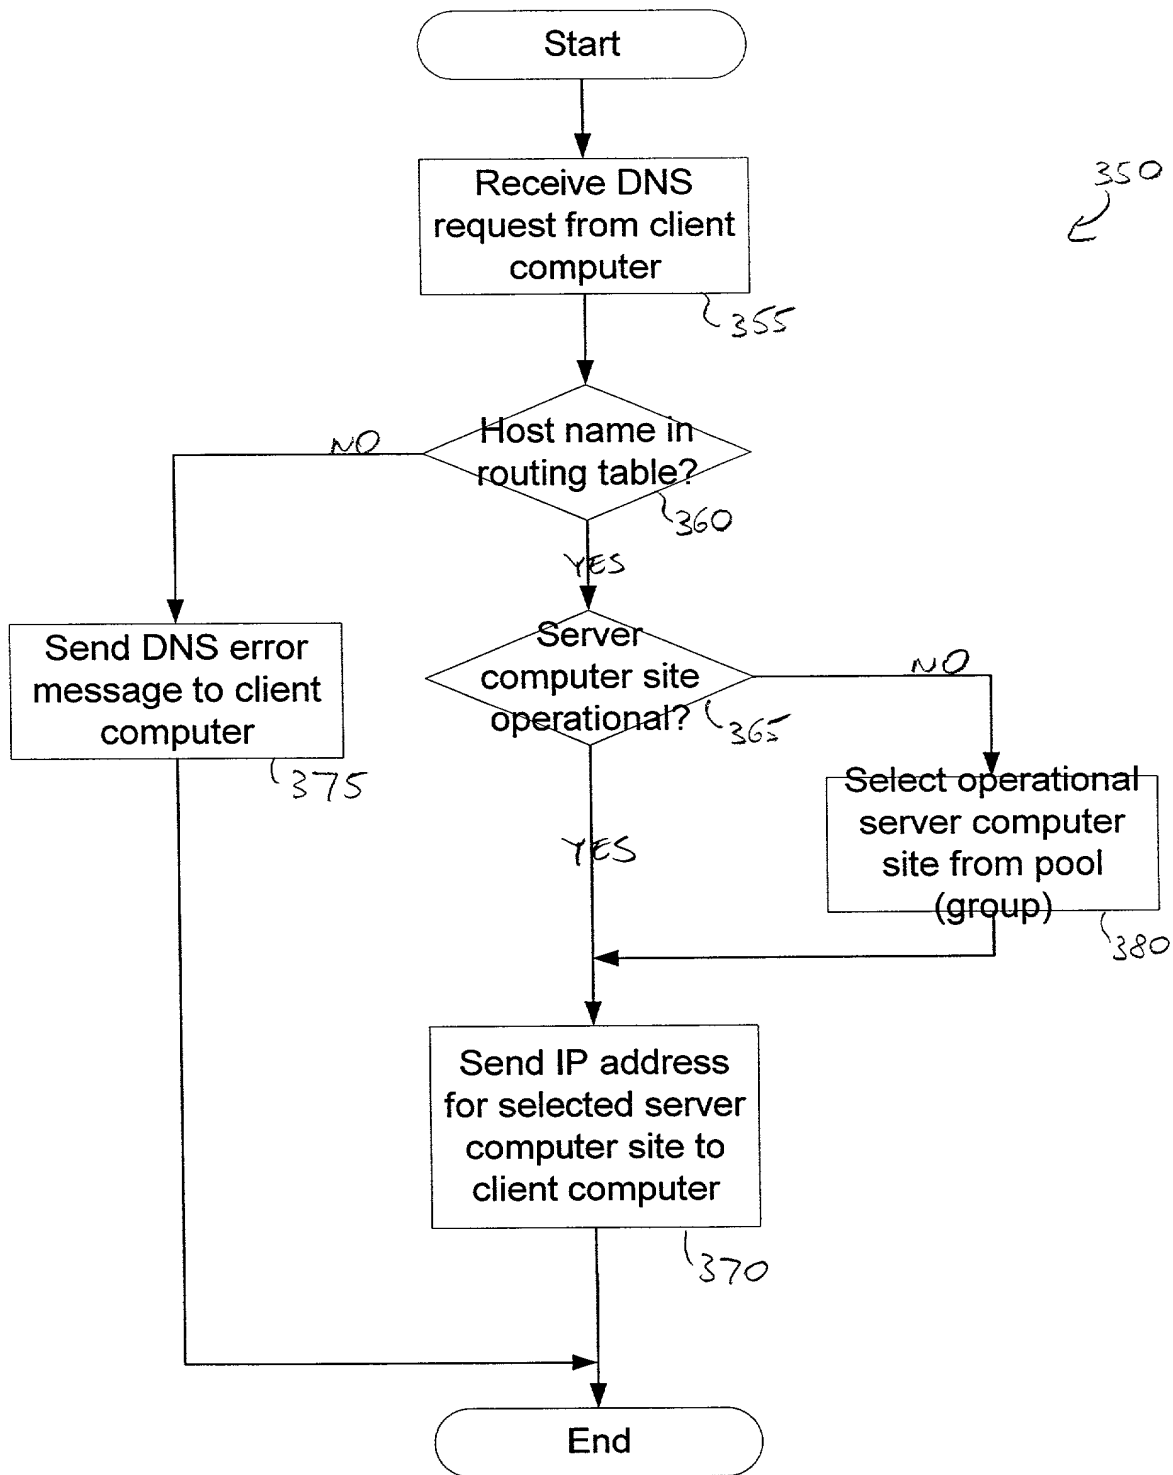 Start
350
Receive DNS
request from client
computer
355
NO
Host name in
routing table?
360
YES
Send DNS error
message to client
computer
375
Server
computer site
operational?
365
NO
YES
Select operational
server computer
site from pool
(group)
380
Send IP address
for selected server
computer site to
client computer
370
End